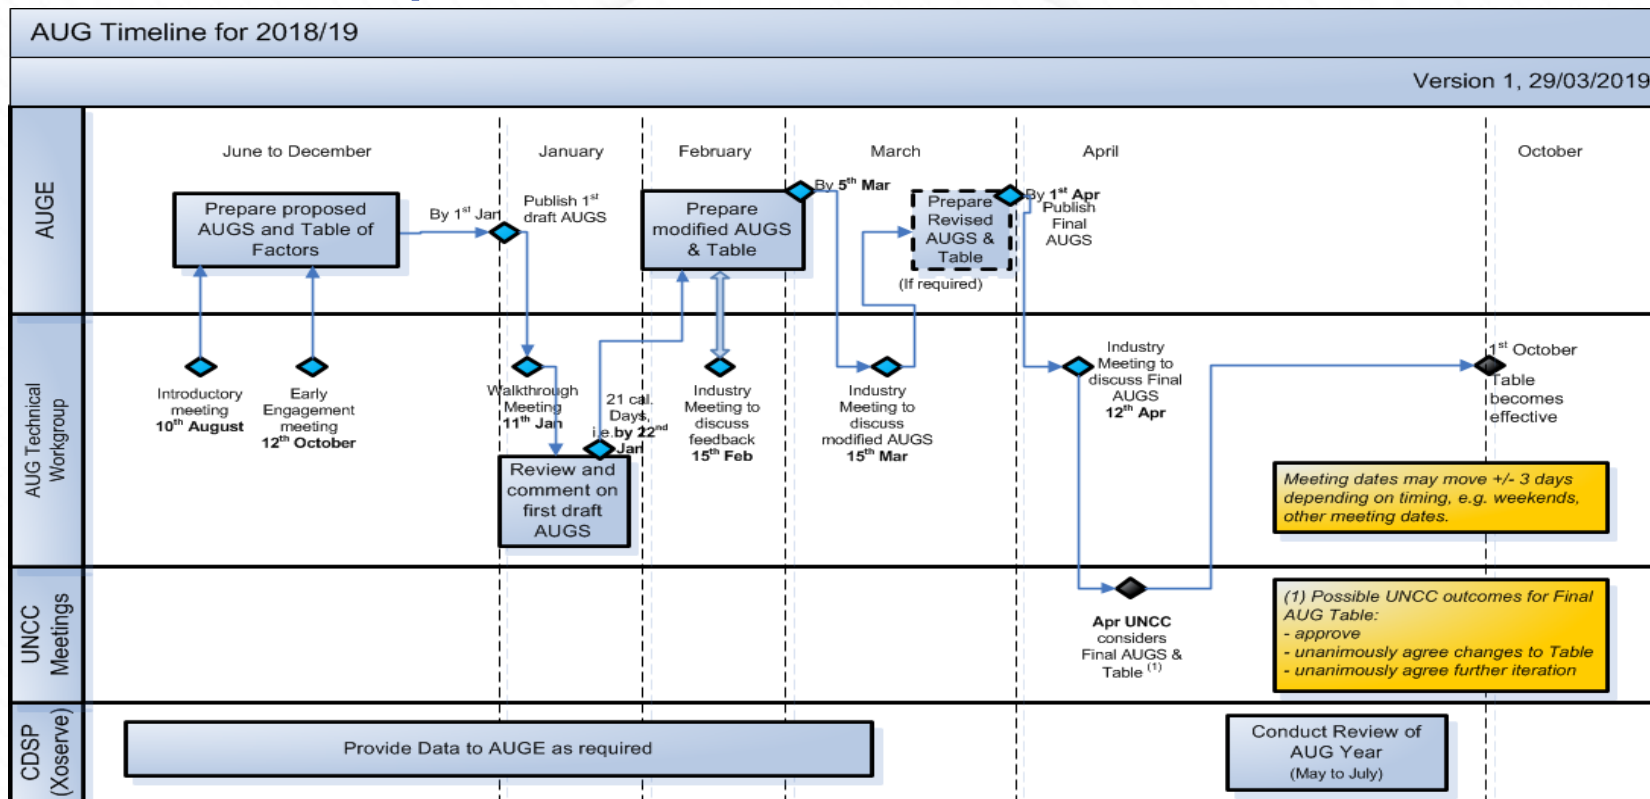 AUG Timeline for 2018/19
Version 1, 29/03/2019
AUGE
June to December
January
February
March
April
October
Prepare proposed
AUGS and Table of
Factors
By 1st Jan
Publish 1st
draft AUGS
Prepare
modified AUGS
& Table
By 5th Mar
Prepare
Revised
AUGS &
Table
(If required)
By 1st Apr
Publish
Final
AUGS
AUG Technical
Workgroup
Introductory
meeting
10th August
Early
Engagement
meeting
12th October
Walkthrough
Meeting
11th Jan
21 cal.
Days,
i.e.by 22nd
Jan
Review and
comment on
first draft
AUGS
Industry
Meeting to
discuss
feedback
15th Feb
Industry
Meeting to
discuss
modified AUGS
15th Mar
Industry
Meeting to
discuss Final
AUGS
12th Apr
1st October
Table
becomes
effective
Meeting dates may move +/- 3 days
depending on timing, e.g. weekends,
other meeting dates.
UNCC
Meetings
Apr UNCC
considers
Final AUGS &
Table (1)
(1) Possible UNCC outcomes for Final
AUG Table:
- approve
- unanimously agree changes to Table
- unanimously agree further iteration
CDSP
(Xoserve)
Provide Data to AUGE as required
Conduct Review of
AUG Year
(May to July)